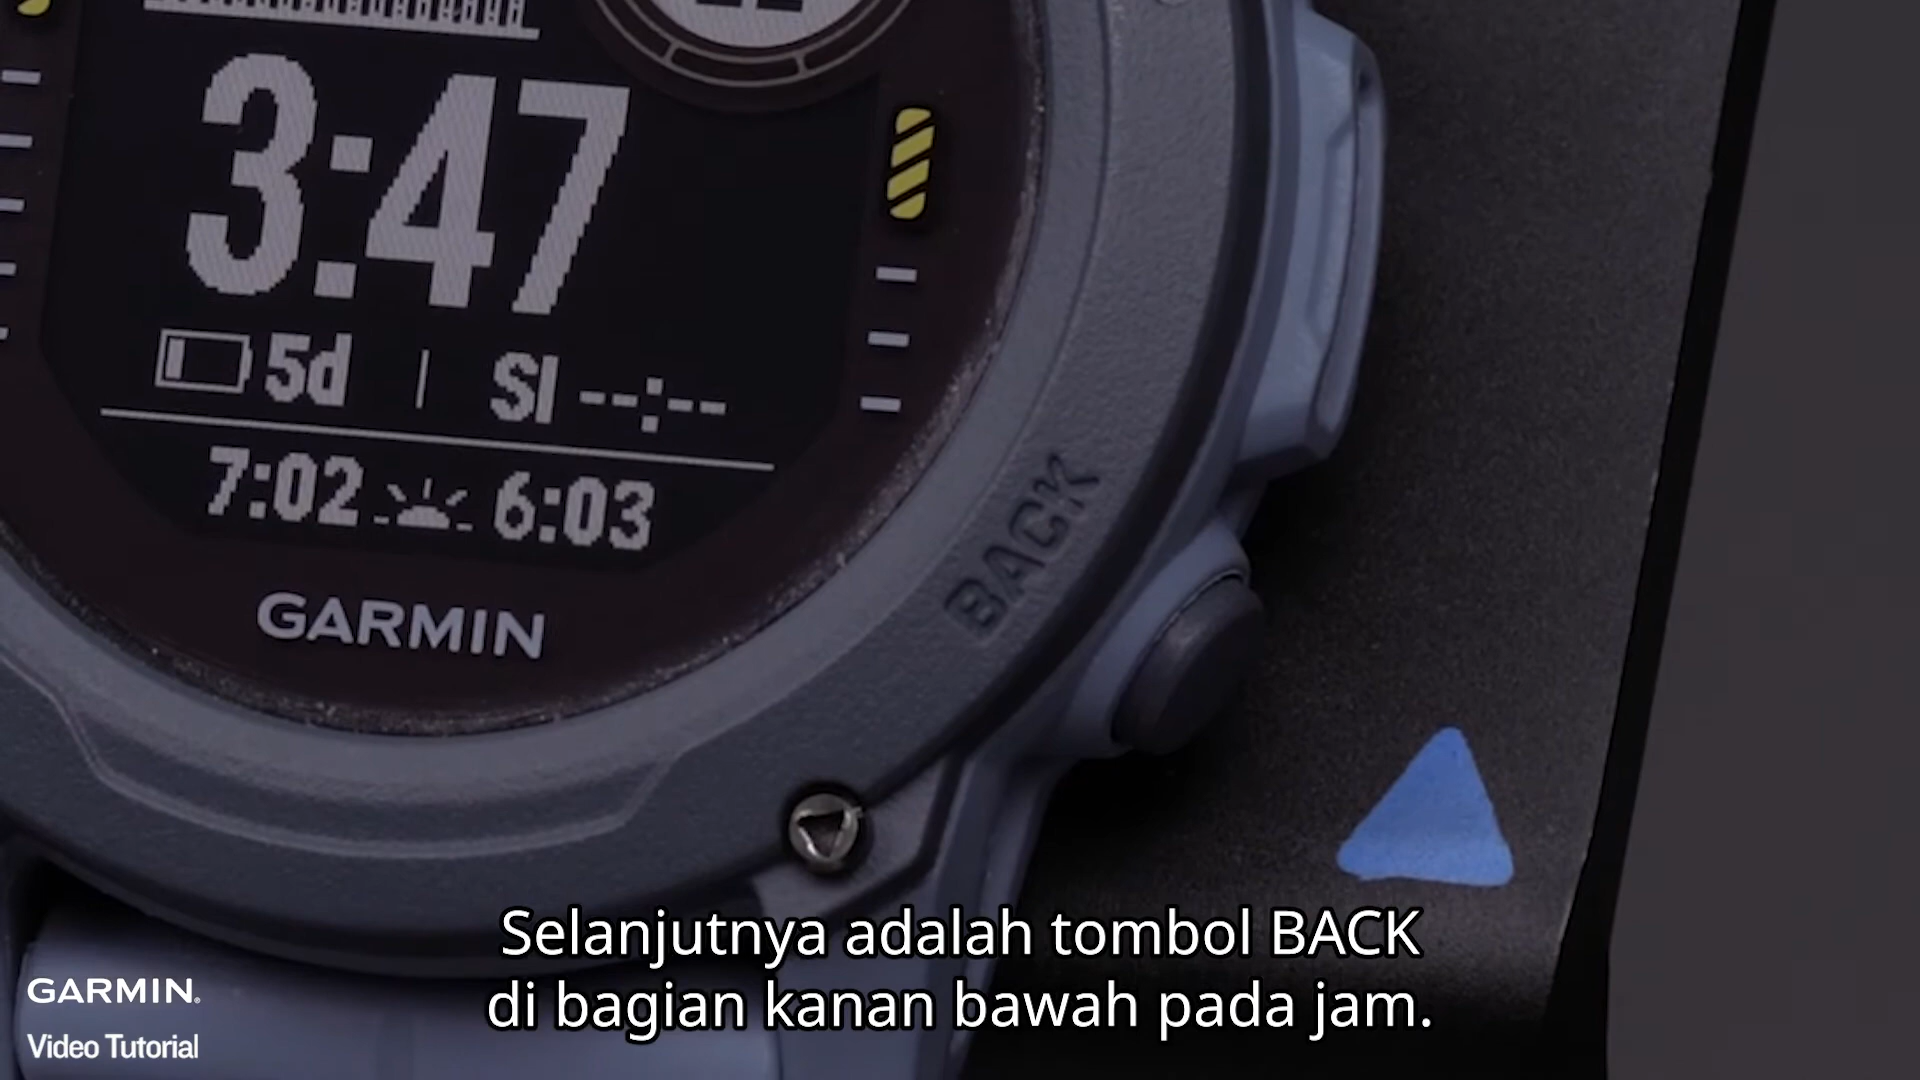 3:47
5d | SI --:--
7:02 6:03
GARMIN
BACK
Selanjutnya adalah tombol BACK
di bagian kanan bawah pada jam.
GARMIN.
Video Tutorial